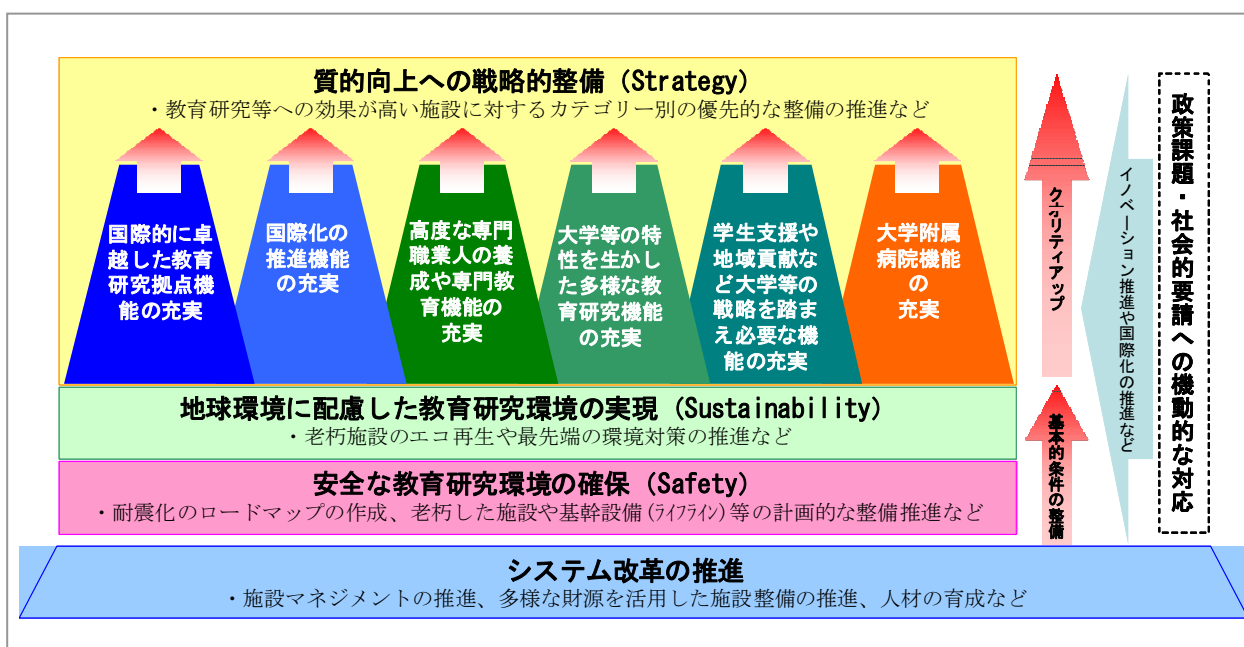 質的向上への戦略的整備（Strategy）
・教育研究等への効果が高い施設に対するカテゴリー別の優先的な整備の推進など
国際的に卓
越した教育
研究拠点機
能の充実
国際化の
推進機能
の充実
高度な専門
職業人の養
成や専門教
育機能の
充実
大学等の特
性を生かし
た多様な教
育研究機能
の充実
学生支援や
地域貢献な
ど大学等の
戦略を踏ま
え必要な機
能の充実
大学附属
病院機能
の
充実
地球環境に配慮した教育研究環境の実現（Sustainability）
・老朽施設のエコ再生や最先端の環境対策の推進など
安全な教育研究環境の確保（Safety）
・耐震化のロードマップの作成、老朽した施設や基幹設備(ﾗｲﾌﾗｲﾝ)等の計画的な整備推進など
システム改革の推進
・施設マネジメントの推進、多様な財源を活用した施設整備の推進、人材の育成など
クオリティアップ
基本的条件の整備
イノベーション推進や国際化の推進など
政策課題・社会的要請への機動的な対応